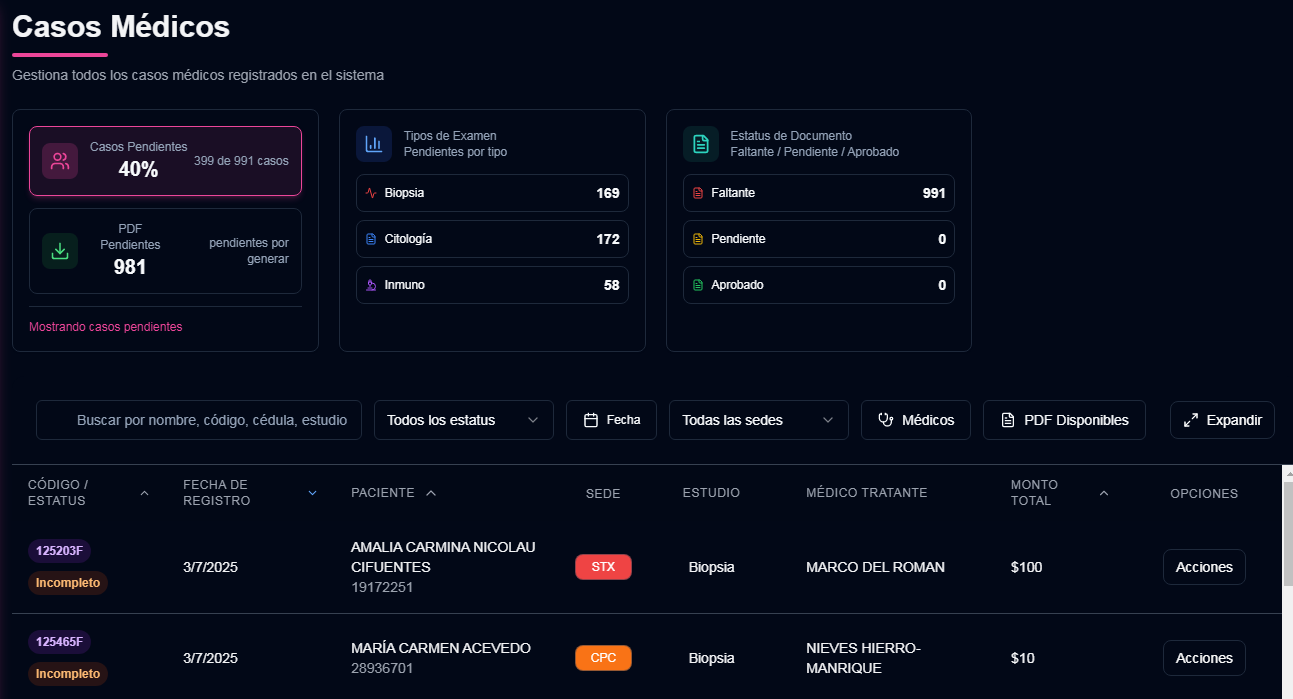 Casos Médicos
Gestiona todos los casos médicos registrados en el sistema
Casos Pendientes
40%
399 de 991 casos
PDF
Pendientes
981
pendientes por
generar
Mostrando casos pendientes
Tipos de Examen
Pendientes por tipo
Biopsia 169
Citología 172
Inmuno 58
Estatus de Documento
Faltante / Pendiente / Aprobado
Faltante 991
Pendiente 0
Aprobado 0
Buscar por nombre, código, cédula, estudio
Todos los estatus
Fecha
Todas las sedes
Médicos
PDF Disponibles
Expandir
CÓDIGO /
ESTATUS
FECHA DE
REGISTRO
PACIENTE
SEDE
ESTUDIO
MÉDICO TRATANTE
MONTO
TOTAL
OPCIONES
125203F
Incompleto
3/7/2025
AMALIA CARMINA NICOLAU
CIFUENTES
19172251
STX
Biopsia
MARCO DEL ROMAN
$100
Acciones
125465F
Incompleto
3/7/2025
MARÍA CARMEN ACEVEDO
28936701
CPC
Biopsia
NIEVES HIERRO-
MANRIQUE
$10
Acciones